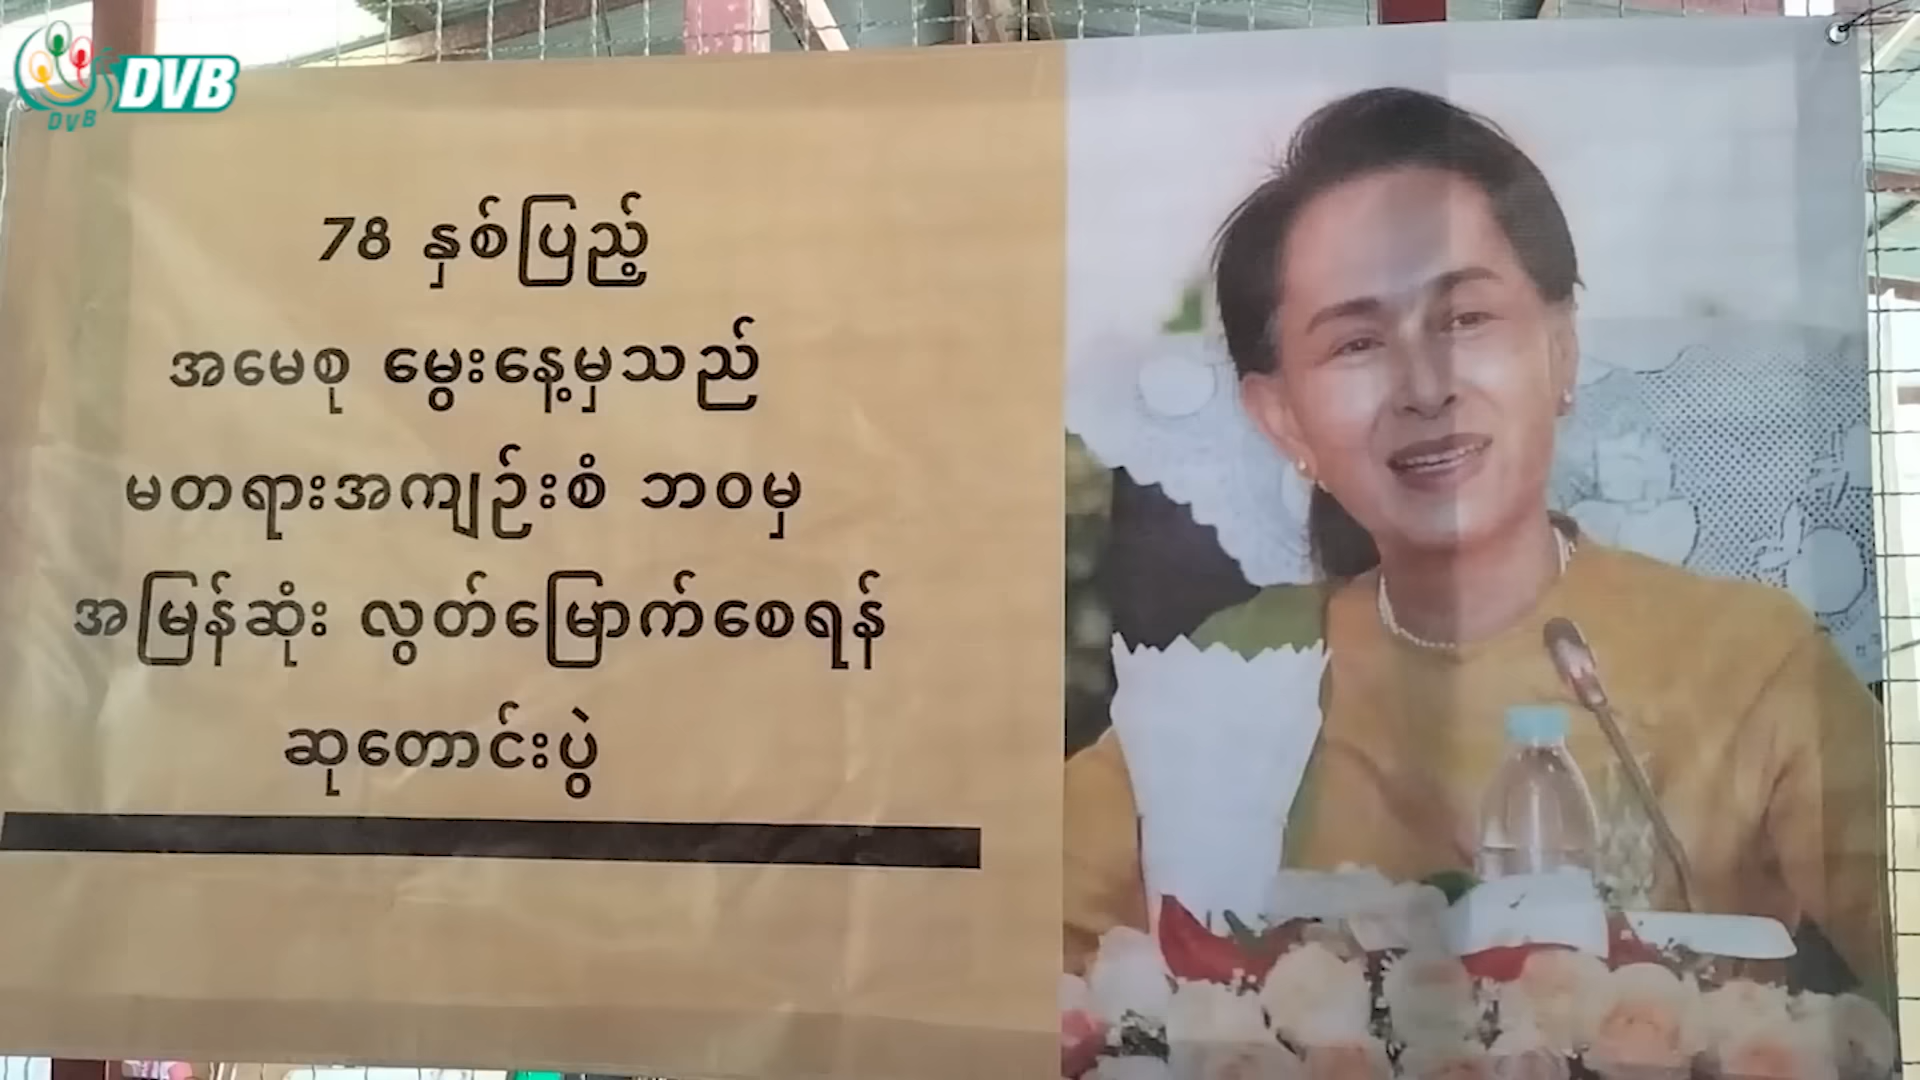 DVB
DVB
78 နှစ်ပြည့်
အမေစု မွေးနေ့မှသည်
မတရားအကျဉ်းစံ ဘဝမှ
အမြန်ဆုံး လွတ်မြောက်စေရန်
ဆုတောင်းပွဲ